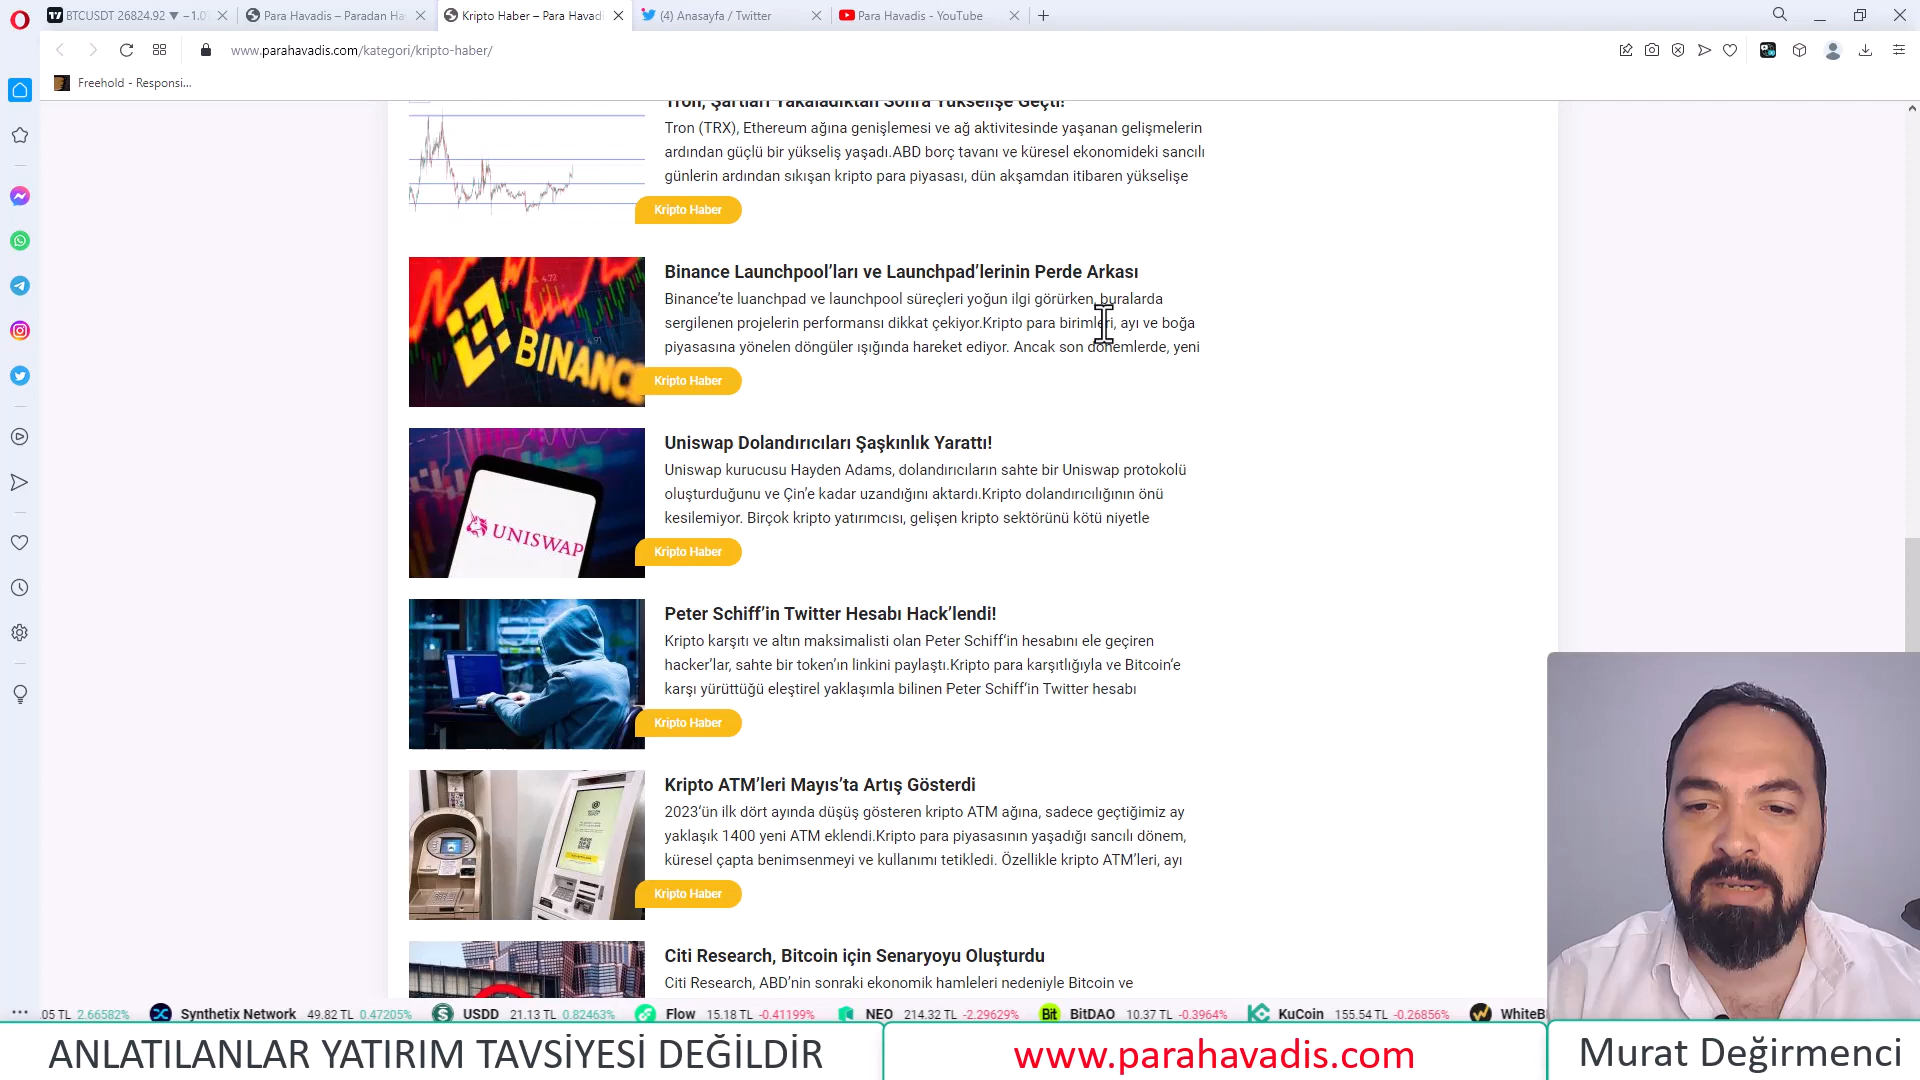 BTCUSDT 26824.92 ▼ −1.0
Para Havadis – Paradan Ha
Kripto Haber – Para Havad
(4) Anasayfa / Twitter
Para Havadis - YouTube
www.parahavadis.com/kategori/kripto-haber/
Freehold - Responsi...
Tron, Şartları Yakaladıktan Sonra Yükselişe Geçti!
Tron (TRX), Ethereum ağına genişlemesi ve ağ aktivitesinde yaşanan gelişmelerin
ardından güçlü bir yükseliş yaşadı.ABD borç tavanı ve küresel ekonomideki sancılı
günlerin ardından sıkışan kripto para piyasası, dün akşamdan itibaren yükselişe
Kripto Haber
Binance Launchpool’ları ve Launchpad’lerinin Perde Arkası
Binance’te luanchpad ve launchpool süreçleri yoğun ilgi görürken, buralarda
sergilenen projelerin performansı dikkat çekiyor.Kripto para birimleri, ayı ve boğa
piyasasına yönelen döngüler ışığında hareket ediyor. Ancak son dönemlerde, yeni
4.72
4.91
BINANCE
Kripto Haber
Uniswap Dolandırıcıları Şaşkınlık Yarattı!
Uniswap kurucusu Hayden Adams, dolandırıcıların sahte bir Uniswap protokolü
oluşturduğunu ve Çin’e kadar uzandığını aktardı.Kripto dolandırıcılığının önü
kesilemiyor. Birçok kripto yatırımcısı, gelişen kripto sektörünü kötü niyetle
UNISWAP
Kripto Haber
Peter Schiff’in Twitter Hesabı Hack’lendi!
Kripto karşıtı ve altın maksimalisti olan Peter Schiff’in hesabını ele geçiren
hacker’lar, sahte bir token’ın linkini paylaştı.Kripto para karşıtlığıyla ve Bitcoin’e
karşı yürüttüğü eleştirel yaklaşımla bilinen Peter Schiff’in Twitter hesabı
Kripto Haber
Kripto ATM’leri Mayıs’ta Artış Gösterdi
2023’ün ilk dört ayında düşüş gösteren kripto ATM ağına, sadece geçtiğimiz ay
yaklaşık 1400 yeni ATM eklendi.Kripto para piyasasının yaşadığı sancılı dönem,
küresel çapta benimsenmeyi ve kullanımı tetikledi. Özellikle kripto ATM’leri, ayı
Kripto Haber
Citi Research, Bitcoin için Senaryoyu Oluşturdu
Citi Research, ABD’nin sonraki ekonomik hamleleri nedeniyle Bitcoin ve
.05 TL 2.66582% Synthetix Network 49.82 TL 0.47205% USDD 21.13 TL 0.82463% Flow 15.18 TL -0.41199% NEO 214.32 TL -2.29629% Bit BitDAO 10.37 TL -0.3964% KuCoin 155.54 TL -0.26856% WhiteB
ANLATILANLAR YATIRIM TAVSİYESİ DEĞİLDİR
www.parahavadis.com
Murat Değirmenci